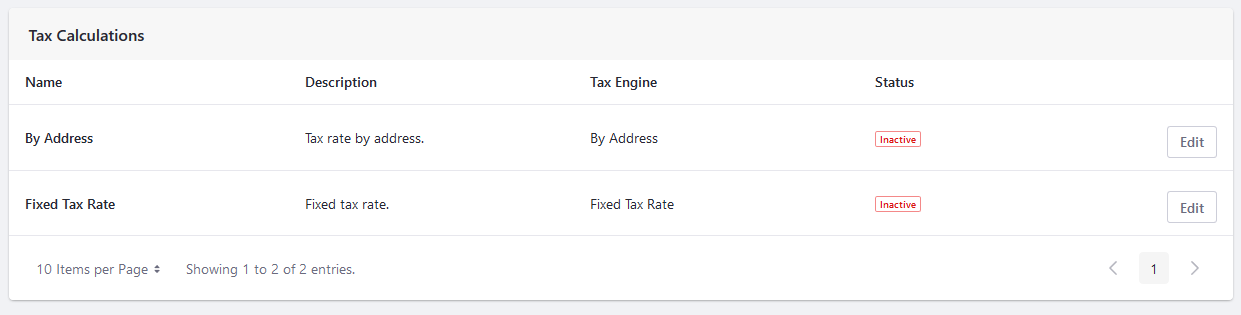 Tax Calculations
Name Description Tax Engine Status
By Address Tax rate by address. By Address Inactive Edit
Fixed Tax Rate Fixed tax rate. Fixed Tax Rate Inactive Edit
10 Items per Page Showing 1 to 2 of 2 entries. 1